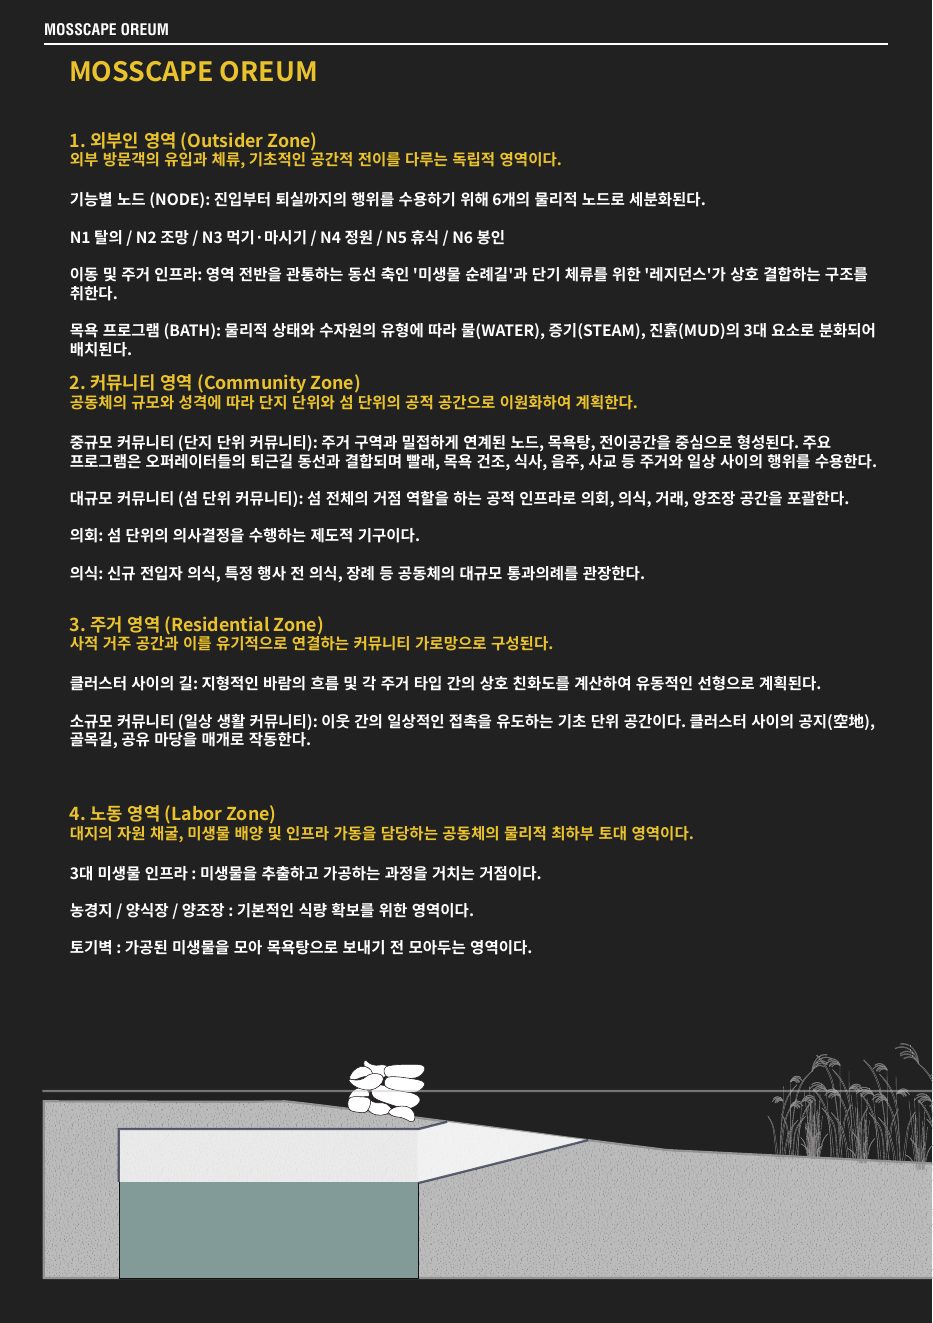 MOSSCAPE OREUM
MOSSCAPE OREUM
1. 외부인 영역 (Outsider Zone)
외부 방문객의 유입과 체류, 기초적인 공간적 전이를 다루는 독립적 영역이다.
기능별 노드 (NODE): 진입부터 퇴실까지의 행위를 수용하기 위해 6개의 물리적 노드로 세분화된다.
N1 탈의 / N2 조망 / N3 먹기·마시기 / N4 정원 / N5 휴식 / N6 봉인
이동 및 주거 인프라: 영역 전반을 관통하는 동선 축인 '미생물 순례길'과 단기 체류를 위한 '레지던스'가 상호 결합하는 구조를
취한다.
목욕 프로그램 (BATH): 물리적 상태와 수자원의 유형에 따라 물(WATER), 증기(STEAM), 진흙(MUD)의 3대 요소로 분화되어
배치된다.
2. 커뮤니티 영역 (Community Zone)
공동체의 규모와 성격에 따라 단지 단위와 섬 단위의 공적 공간으로 이원화하여 계획한다.
중규모 커뮤니티 (단지 단위 커뮤니티): 주거 구역과 밀접하게 연계된 노드, 목욕탕, 전이공간을 중심으로 형성된다. 주요
프로그램은 오퍼레이터들의 퇴근길 동선과 결합되며 빨래, 목욕 건조, 식사, 음주, 사교 등 주거와 일상 사이의 행위를 수용한다.
대규모 커뮤니티 (섬 단위 커뮤니티): 섬 전체의 거점 역할을 하는 공적 인프라로 의회, 의식, 거래, 양조장 공간을 포괄한다.
의회: 섬 단위의 의사결정을 수행하는 제도적 기구이다.
의식: 신규 전입자 의식, 특정 행사 전 의식, 장례 등 공동체의 대규모 통과의례를 관장한다.
3. 주거 영역 (Residential Zone)
사적 거주 공간과 이를 유기적으로 연결하는 커뮤니티 가로망으로 구성된다.
클러스터 사이의 길: 지형적인 바람의 흐름 및 각 주거 타입 간의 상호 친화도를 계산하여 유동적인 선형으로 계획된다.
소규모 커뮤니티 (일상 생활 커뮤니티): 이웃 간의 일상적인 접촉을 유도하는 기초 단위 공간이다. 클러스터 사이의 공지(空地),
골목길, 공유 마당을 매개로 작동한다.
4. 노동 영역 (Labor Zone)
대지의 자원 채굴, 미생물 배양 및 인프라 가동을 담당하는 공동체의 물리적 최하부 토대 영역이다.
3대 미생물 인프라 : 미생물을 추출하고 가공하는 과정을 거치는 거점이다.
농경지 / 양식장 / 양조장 : 기본적인 식량 확보를 위한 영역이다.
토기벽 : 가공된 미생물을 모아 목욕탕으로 보내기 전 모아두는 영역이다.